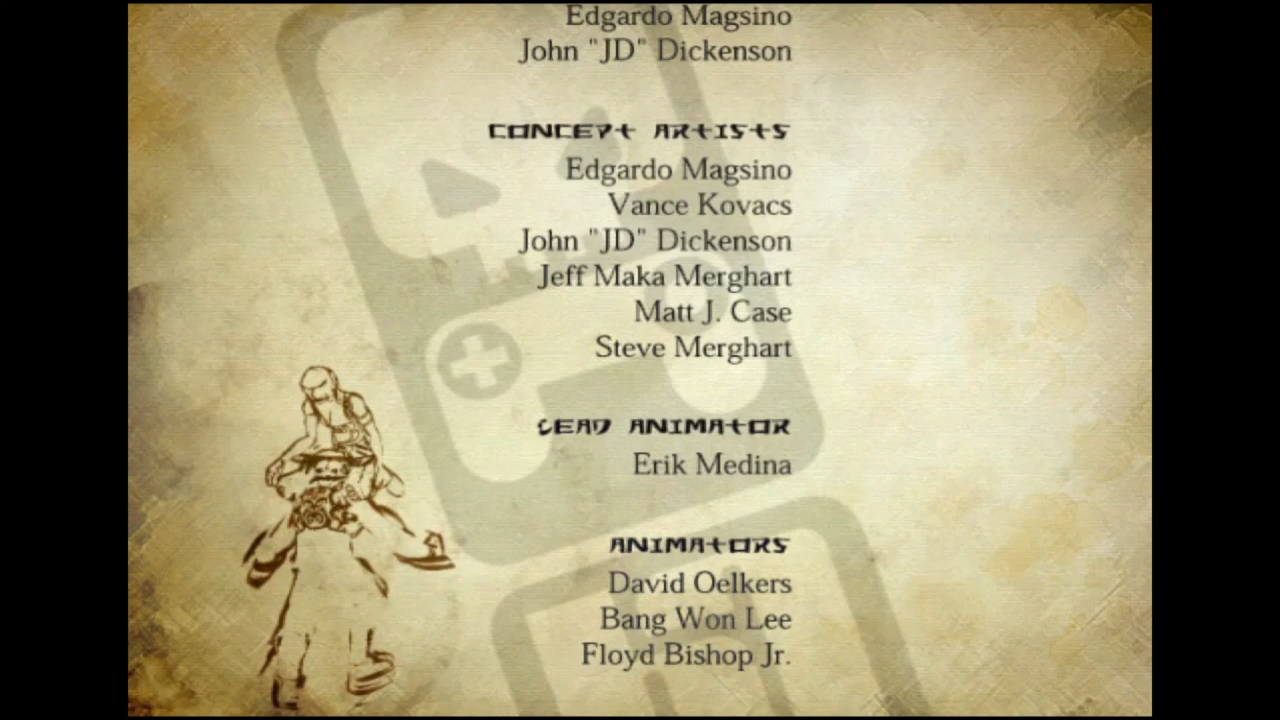 Edgardo Magsino
John "JD" Dickenson
CONCEPT ARTISTS
Edgardo Magsino
Vance Kovacs
John "JD" Dickenson
Jeff Maka Merghart
Matt J. Case
Steve Merghart
LEAD ANIMATOR
Erik Medina
ANIMATORS
David Oelkers
Bang Won Lee
Floyd Bishop Jr.